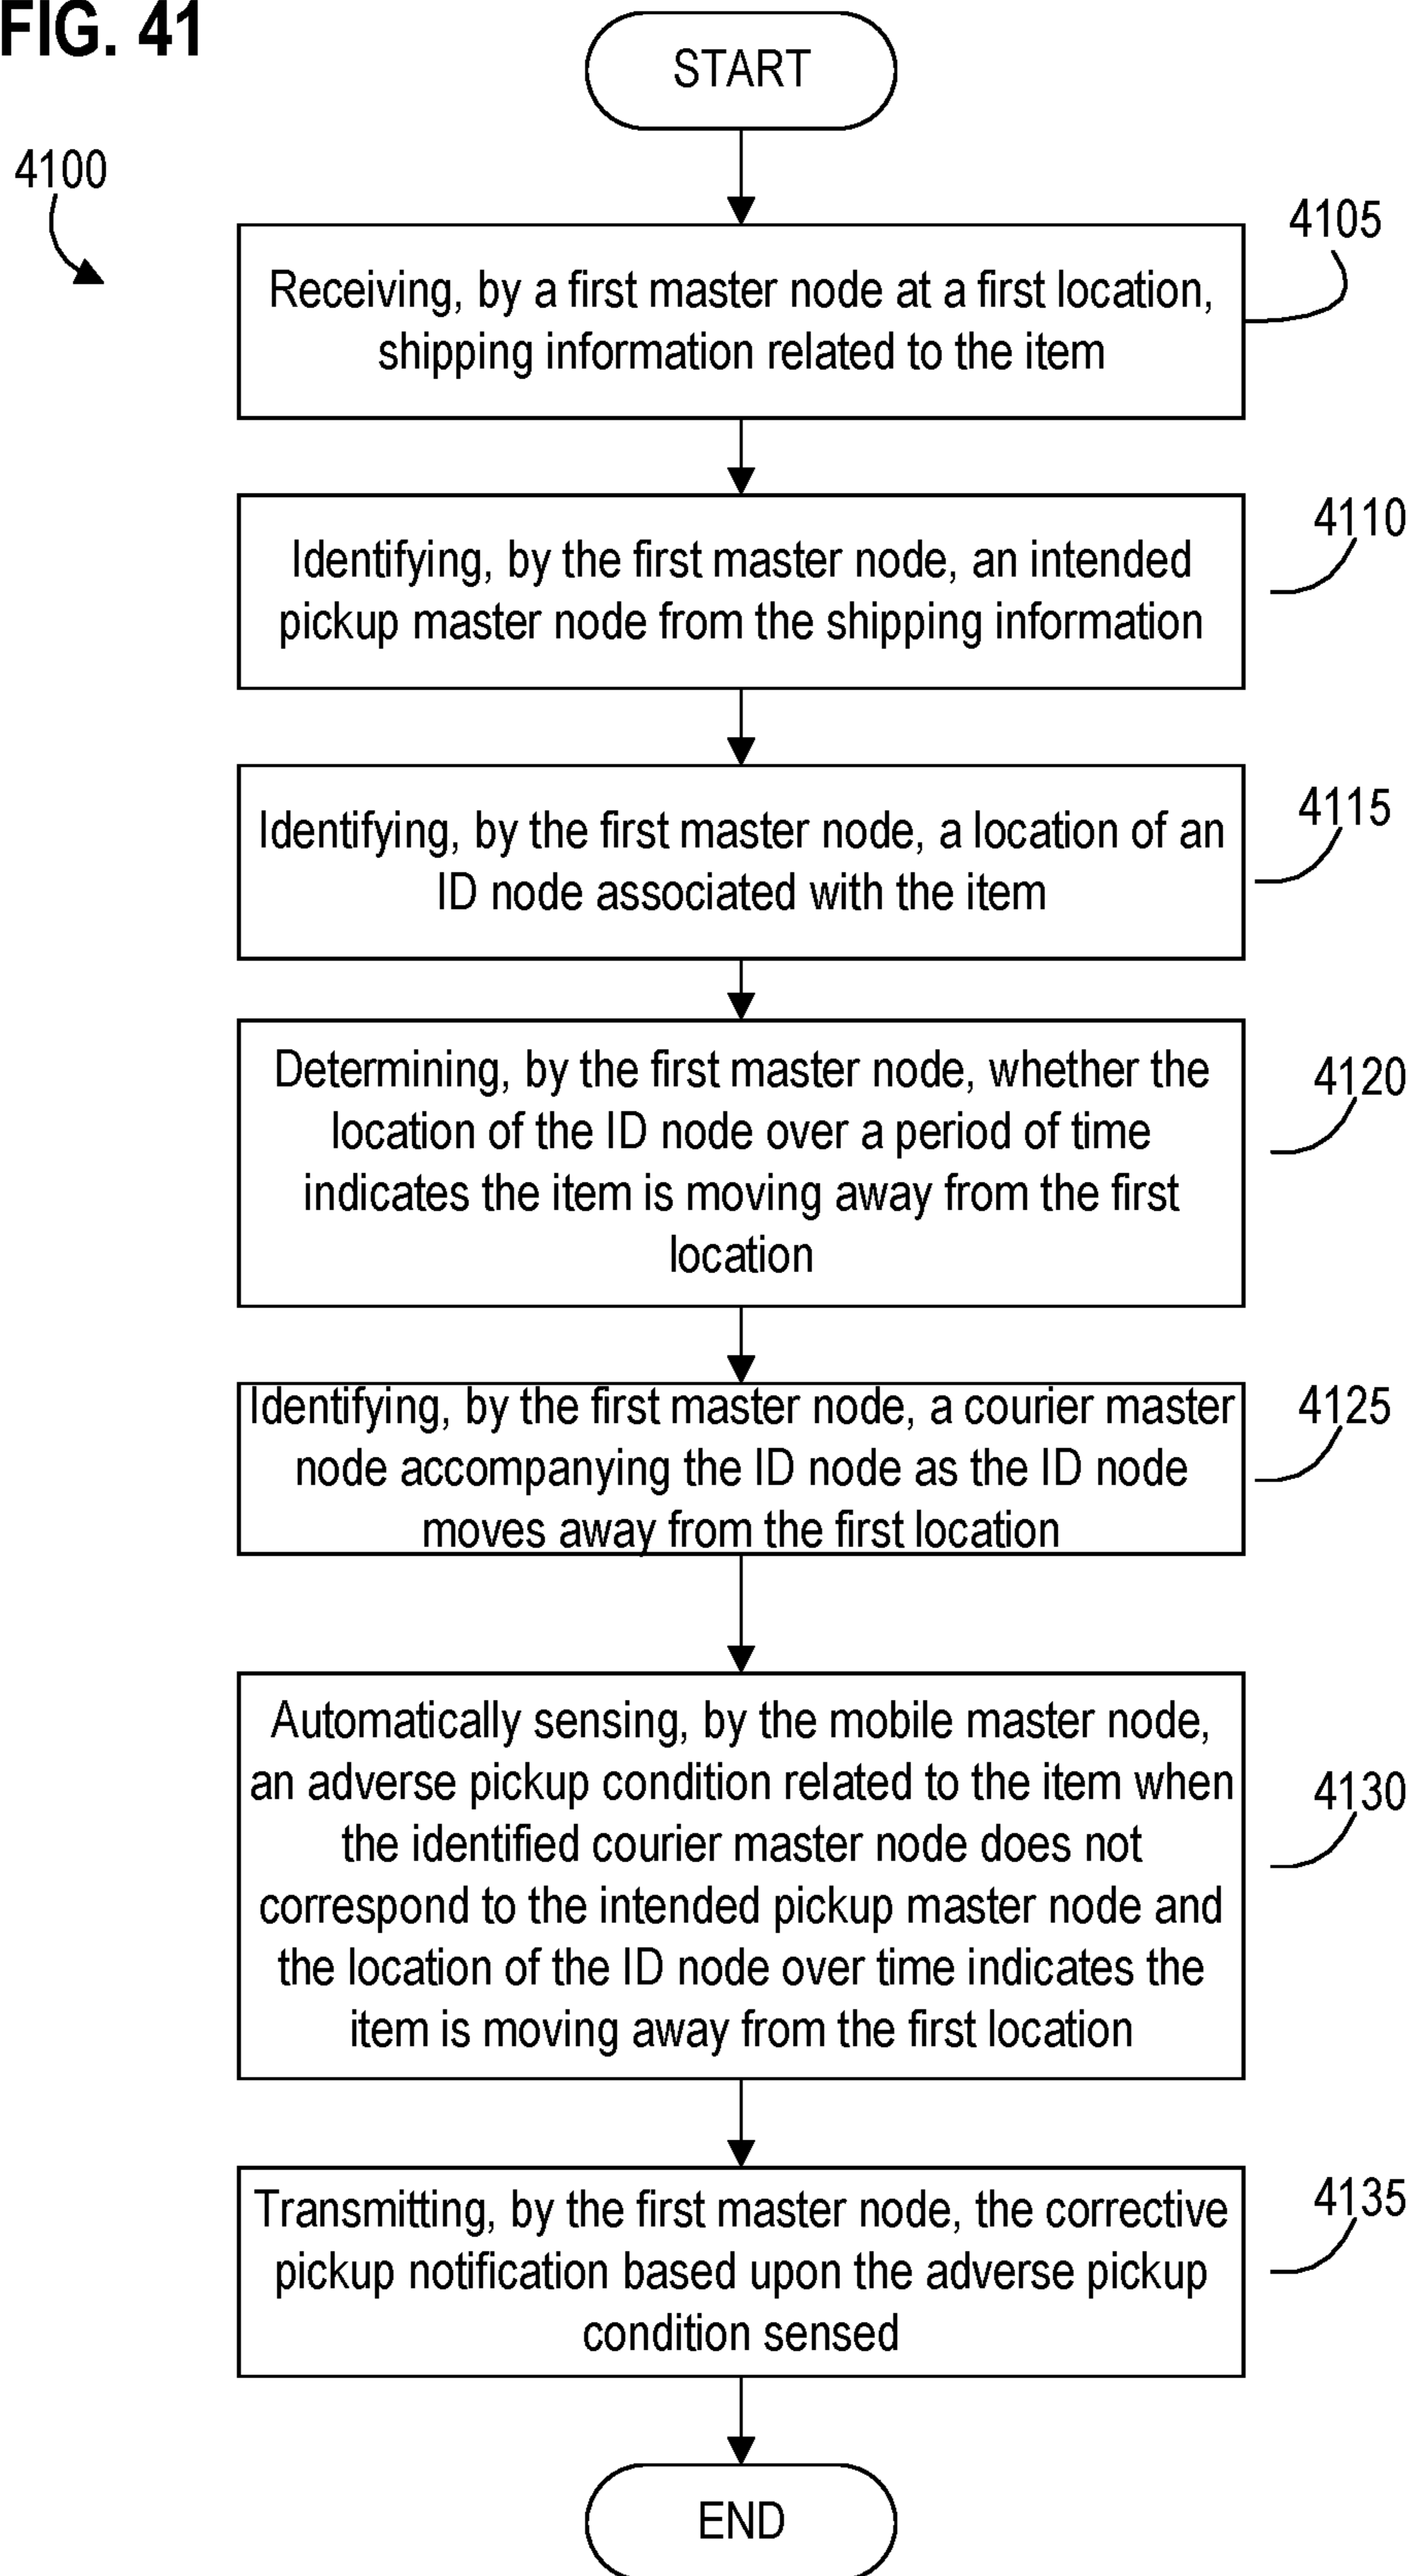 FIG. 41
START
4100
4105
Receiving, by a first master node at a first location,
shipping information related to the item
4110
Identifying, by the first master node, an intended
pickup master node from the shipping information
4115
Identifying, by the first master node, a location of an
ID node associated with the item
4120
Determining, by the first master node, whether the
location of the ID node over a period of time
indicates the item is moving away from the first
location
4125
Identifying, by the first master node, a courier master
node accompanying the ID node as the ID node
moves away from the first location
4130
Automatically sensing, by the mobile master node,
an adverse pickup condition related to the item when
the identified courier master node does not
correspond to the intended pickup master node and
the location of the ID node over time indicates the
item is moving away from the first location
4135
Transmitting, by the first master node, the corrective
pickup notification based upon the adverse pickup
condition sensed
END